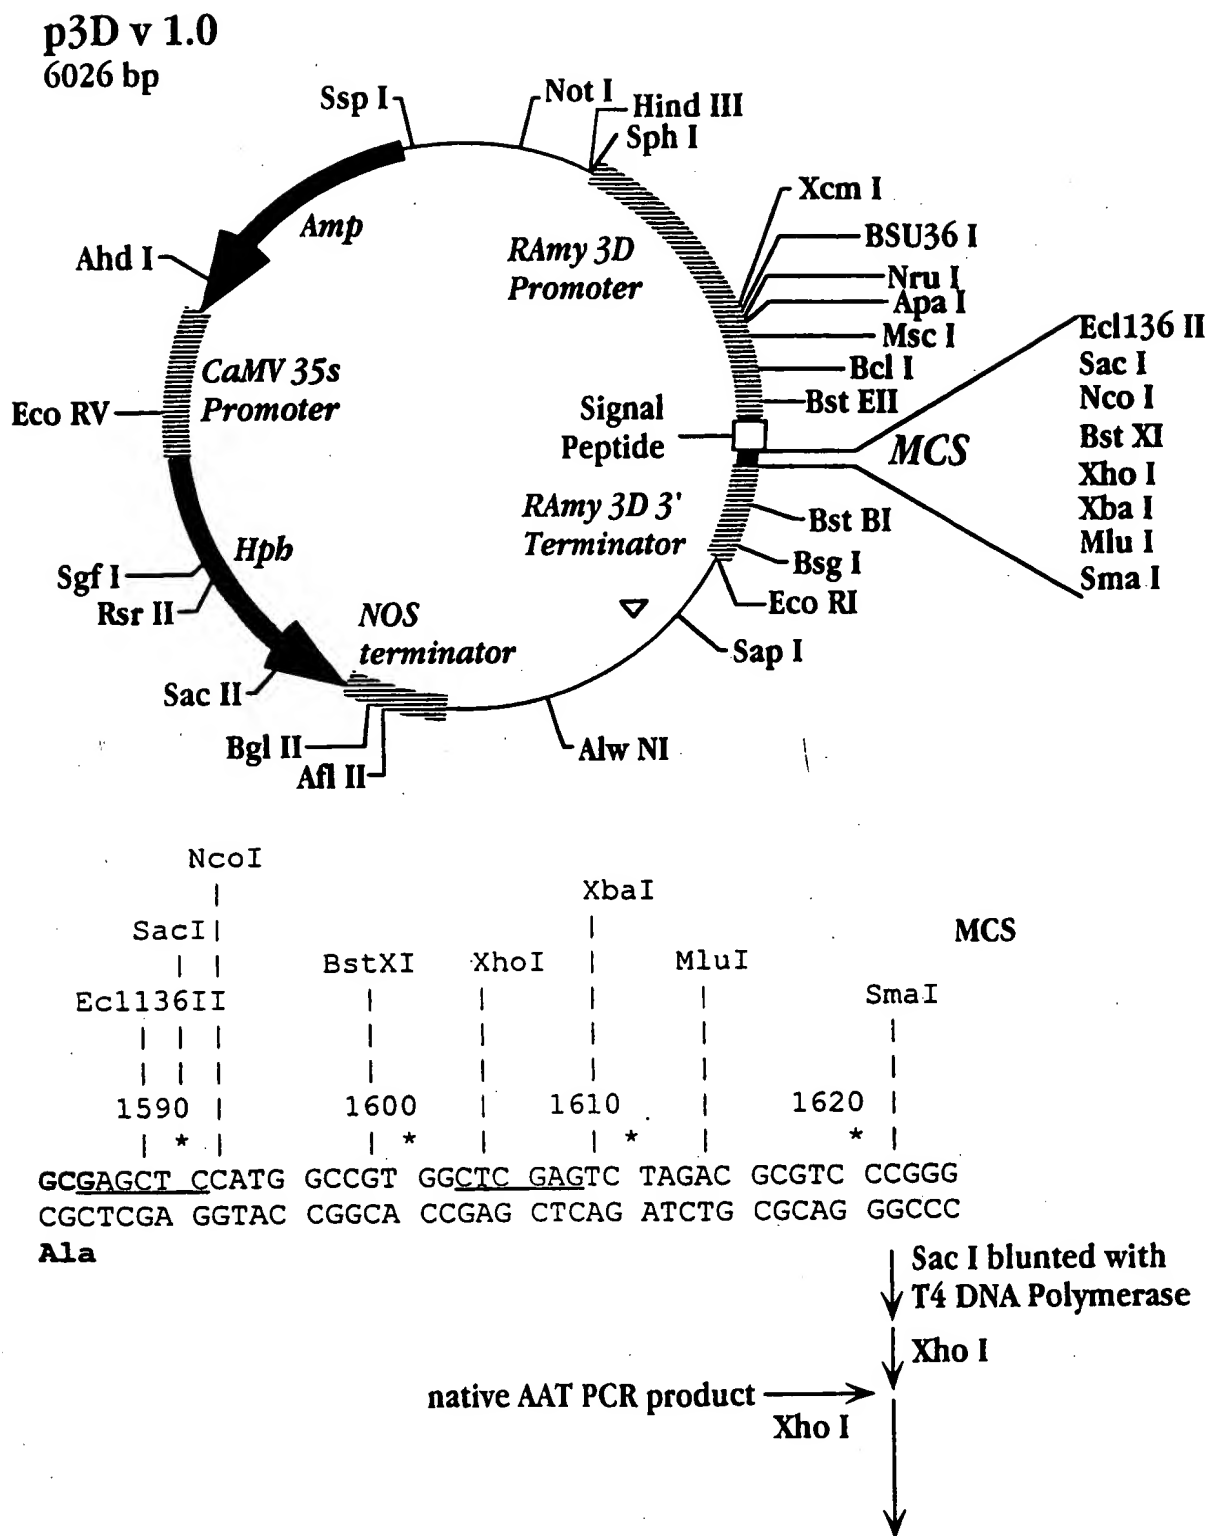 p3D v 1.0
6026 bp
Ssp I
Not I
Hind III
Sph I
Xcm I
BSU36 I
Nru I
Apa I
Msc I
Bcl I
Bst EII
Amp
RAmy 3D
Promoter
Ahd I
CaMV 35s
Promoter
Eco RV
Signal
Peptide
MCS
Ecl136 II
Sac I
Nco I
Bst XI
Xho I
Xba I
Mlu I
Sma I
RAmy 3D 3'
Terminator
Bst BI
Bsg I
Eco RI
Sap I
Hph
Sgf I
Rsr II
NOS
terminator
Sac II
Bgl II
Afl II
Alw NI
NcoI
XbaI
SacI
MCS
BstXI XhoI MluI
Ecl136II SmaI
1590 1600 1610 1620
* * * *
GCGAGCT CCATG GCCGT GGCTC GAGTC TAGAC GCGTC CCGGG
CGCTCGA GGTAC CGGCA CCGAG CTCAG ATCTG CGCAG GGCCC
Ala
Sac I blunted with
T4 DNA Polymerase
Xho I
native AAT PCR product
Xho I